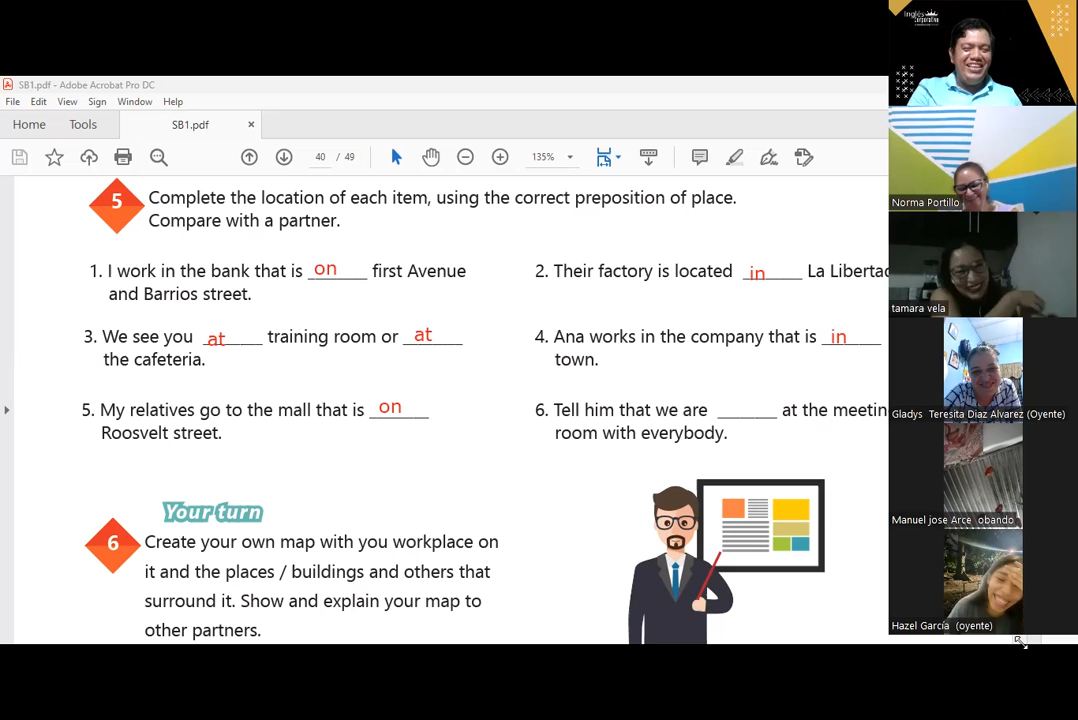 SB1.pdf - Adobe Acrobat Pro DC
File Edit View Sign Window Help
Home Tools SB1.pdf ×
40 / 49 135%
5 Complete the location of each item, using the correct preposition of place.
Compare with a partner.
1. I work in the bank that is on first Avenue
and Barrios street.
2. Their factory is located in La Libertad
3. We see you at training room or at
the cafeteria.
4. Ana works in the company that is in
town.
5. My relatives go to the mall that is on
Roosvelt street.
6. Tell him that we are ______ at the meetin
room with everybody.
Your turn
6 Create your own map with you workplace on
it and the places / buildings and others that
surround it. Show and explain your map to
other partners.
Inglés
corporativo
Norma Portillo
tamara vela
Gladys Teresita Diaz Alvarez (Oyente)
Manuel jose Arce obando
Hazel García (oyente)